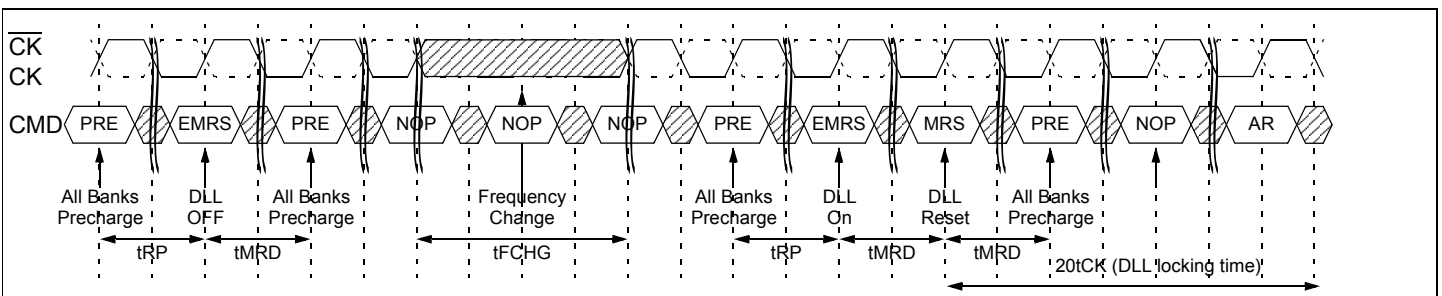 CK
CK
CMD PRE EMRS PRE NOP NOP NOP PRE EMRS MRS PRE NOP AR
All Banks Precharge
DLL OFF
All Banks Precharge
Frequency Change
All Banks Precharge
DLL On
DLL Reset
All Banks Precharge
tRP tMRD tFCHG tRP tMRD tMRD
20tCK (DLL locking time)